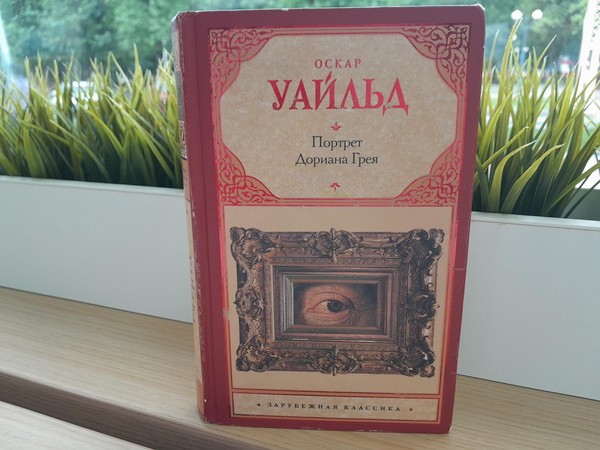 ОСКАР
УАЙЛЬД
Портрет
Дориана Грея
ЗАРУБЕЖНАЯ КЛАССИКА